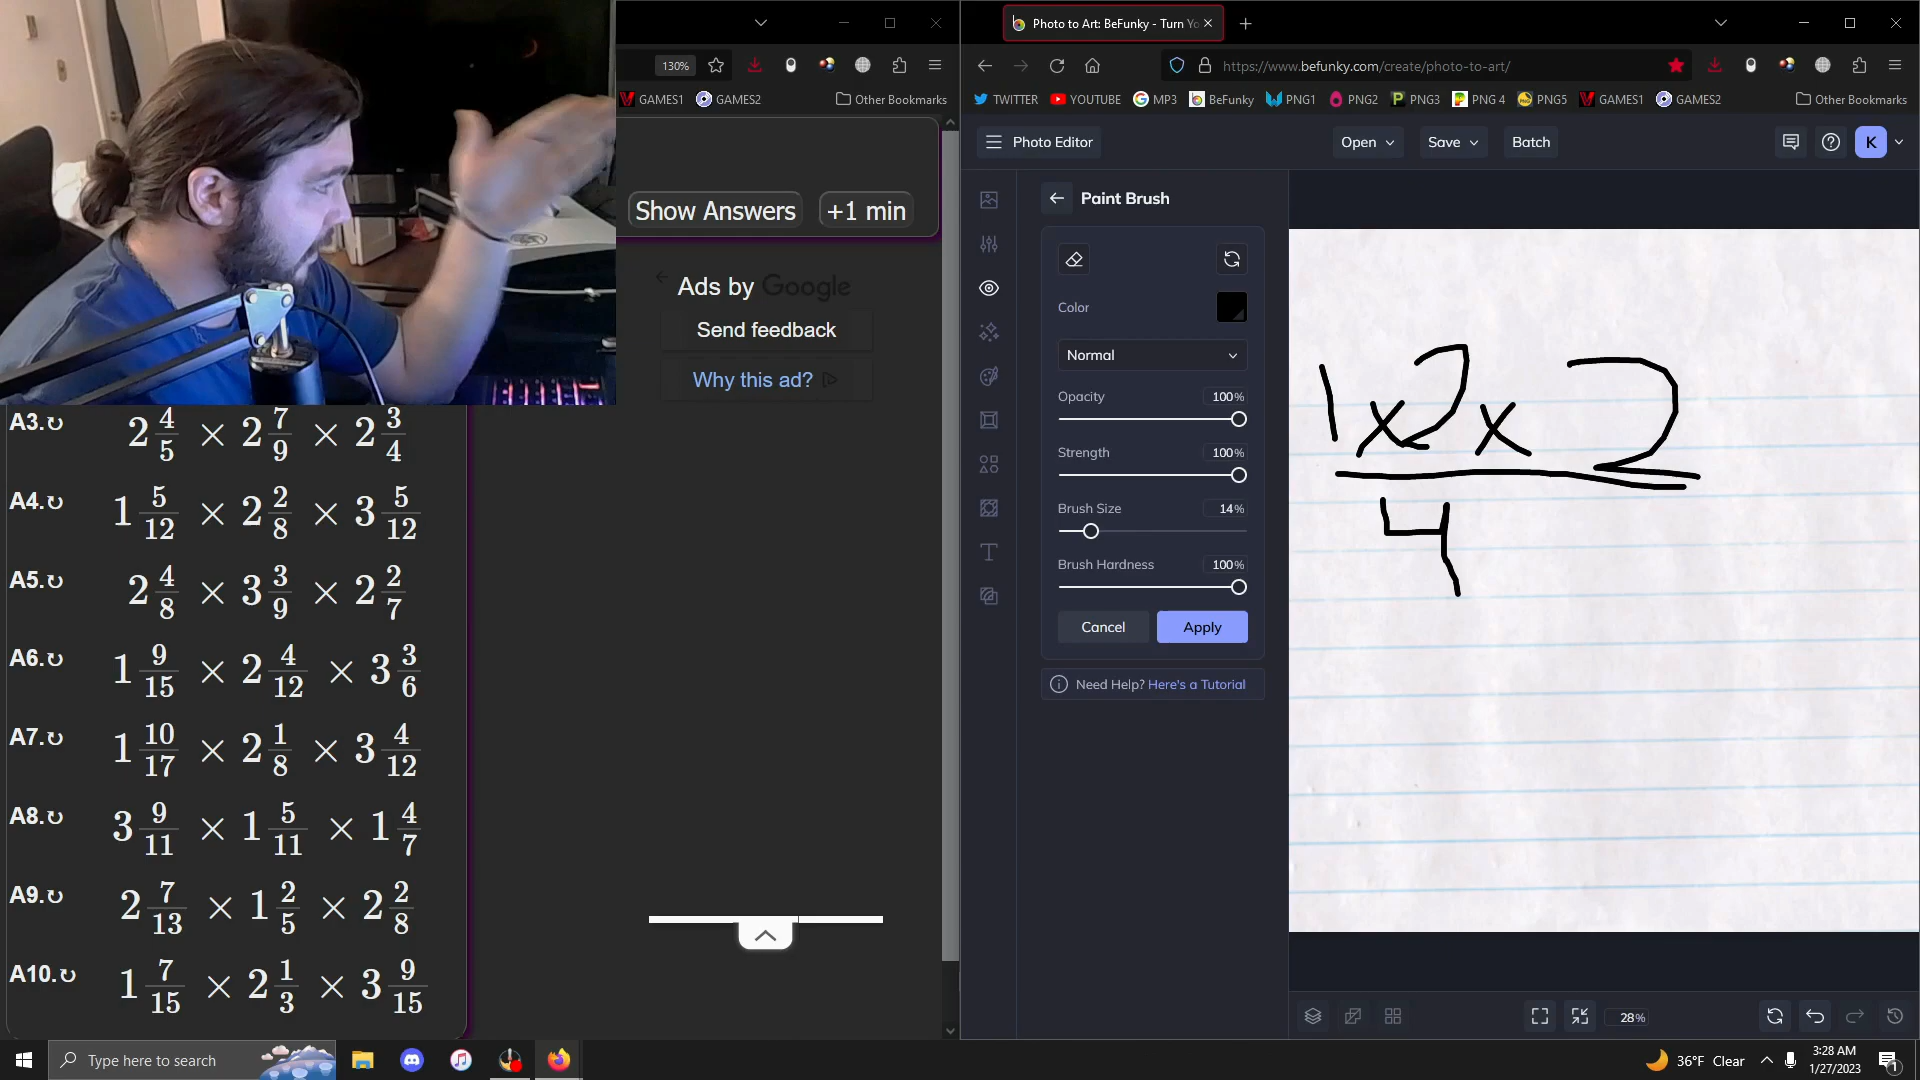 Photo to Art: BeFunky - Turn Yo
130%
https://www.befunky.com/create/photo-to-art/
GAMES1 GAMES2 Other Bookmarks
TWITTER YOUTUBE MP3 BeFunky PNG1 PNG2 PNG3 PNG 4 PNG5 GAMES1 GAMES2 Other Bookmarks
Photo Editor Open Save Batch K
Show Answers +1 min
Ads by Google
Send feedback
Why this ad?
Paint Brush
Color
Normal
Opacity 100%
Strength 100%
Brush Size 14%
Brush Hardness 100%
Cancel Apply
Need Help? Here's a Tutorial
1x2x2
4
A3. 2 4/5 × 2 7/9 × 2 3/4
A4. 1 5/12 × 2 2/8 × 3 5/12
A5. 2 4/8 × 3 3/9 × 2 2/7
A6. 1 9/15 × 2 4/12 × 3 3/6
A7. 1 10/17 × 2 1/8 × 3 4/12
A8. 3 9/11 × 1 5/11 × 1 4/7
A9. 2 7/13 × 1 2/5 × 2 2/8
A10. 1 7/15 × 2 1/3 × 3 9/15
28%
Type here to search
36°F Clear
3:28 AM
1/27/2023
1